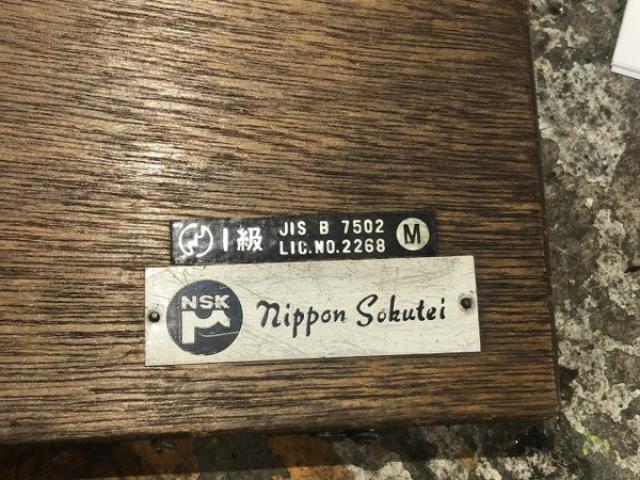 1級 JIS B 7502 M
LIC.NO.2268
NSK
µ Nippon Sokutei